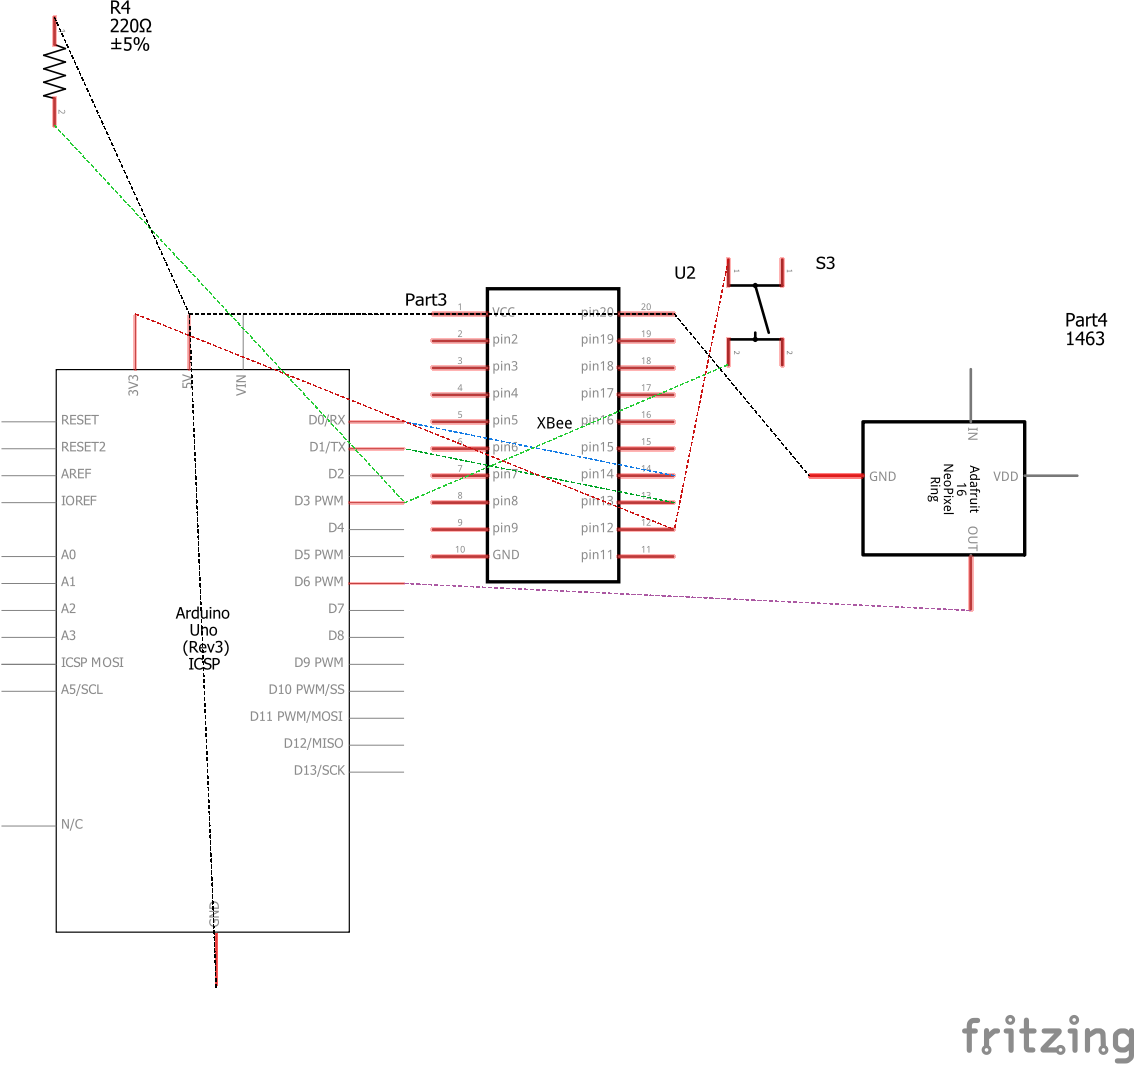 R4
220Ω
±5%
1
2
S3
U2
1
1
2
2
Part3
Part4
1463
3V3
5V
VIN
RESET
RESET2
AREF
IOREF
A0
A1
A2
A3
ICSP MOSI
A5/SCL
N/C
D0/RX
D1/TX
D2
D3 PWM
D4
D5 PWM
D6 PWM
D7
D8
D9 PWM
D10 PWM/SS
D11 PWM/MOSI
D12/MISO
D13/SCK
Arduino
Uno
(Rev3)
ICSP
GND
1 VCC
2 pin2
3 pin3
4 pin4
5 pin5
6 pin6
7 pin7
8 pin8
9 pin9
10 GND
XBee
pin20 20
pin19 19
pin18 18
pin17 17
pin16 16
pin15 15
pin14 14
pin13 13
pin12 12
pin11 11
IN
GND
VDD
OUT
Adafruit
16
NeoPixel
Ring
fritzing